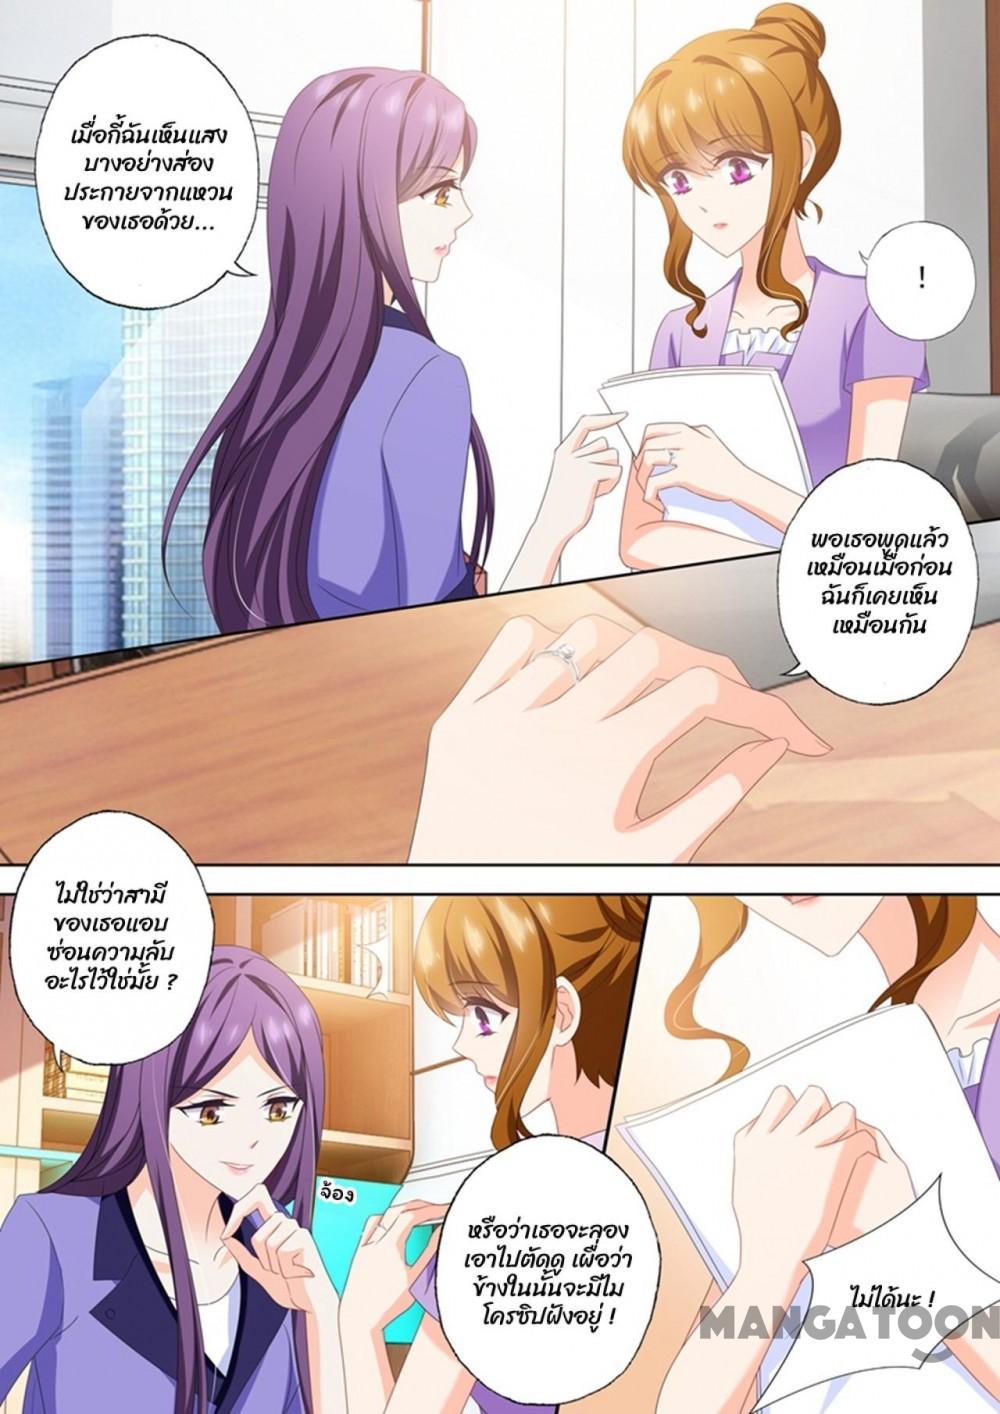 เมื่อกี้ฉันเห็นแสง
บางอย่างส่อง
ประกายจากแหวน
ของเธอด้วย...
!
พอเธอพูดแล้ว
เหมือนเมื่อก่อน
ฉันก็เคยเห็น
เหมือนกัน
ไม่ใช่ว่าสามี
ของเธอแอบ
ซ่อนความลับ
อะไรไว้ใช่มั้ย ?
จ้อง
หรือว่าเธอจะลอง
เอาไปตัดดู เผื่อว่า
ข้างในนั้นจะมีไม
โครชิปฝังอยู่ !
ไม่ได้นะ !
MANGATOON